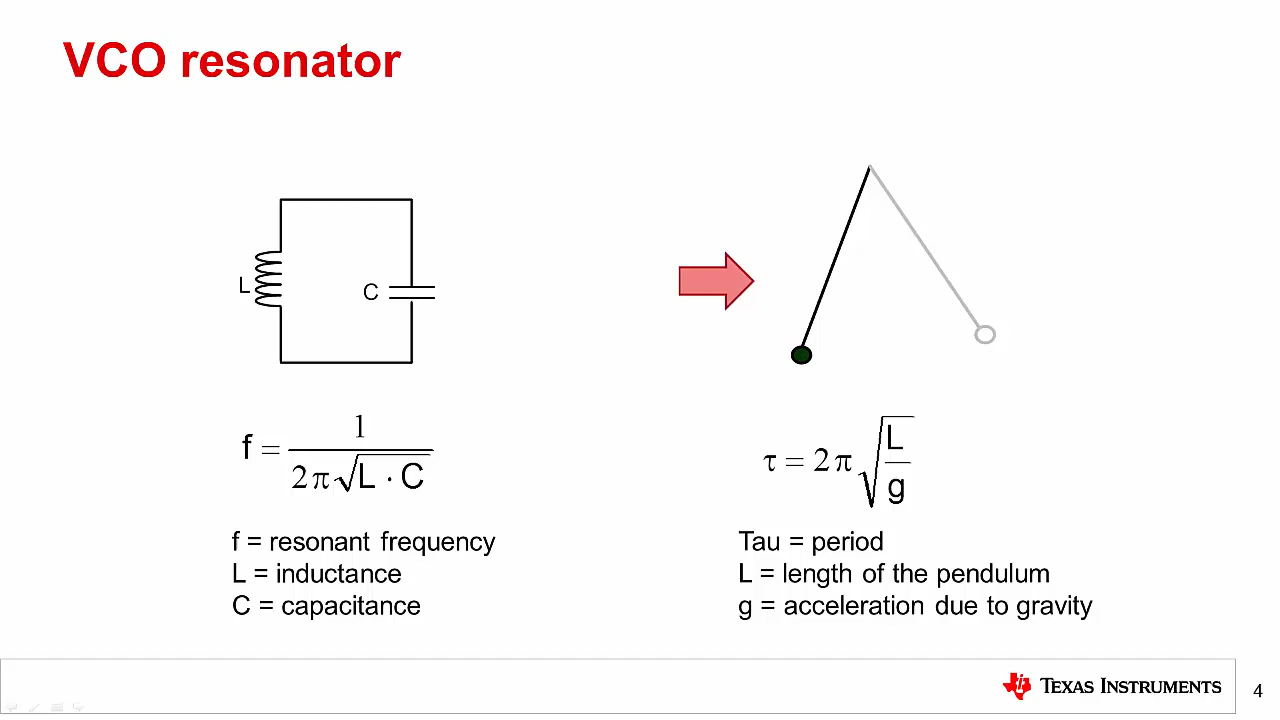 VCO resonator
L
C
f = 1 / 2π√L · C
τ = 2π√L / g
f = resonant frequency
L = inductance
C = capacitance
Tau = period
L = length of the pendulum
g = acceleration due to gravity
TEXAS INSTRUMENTS
4